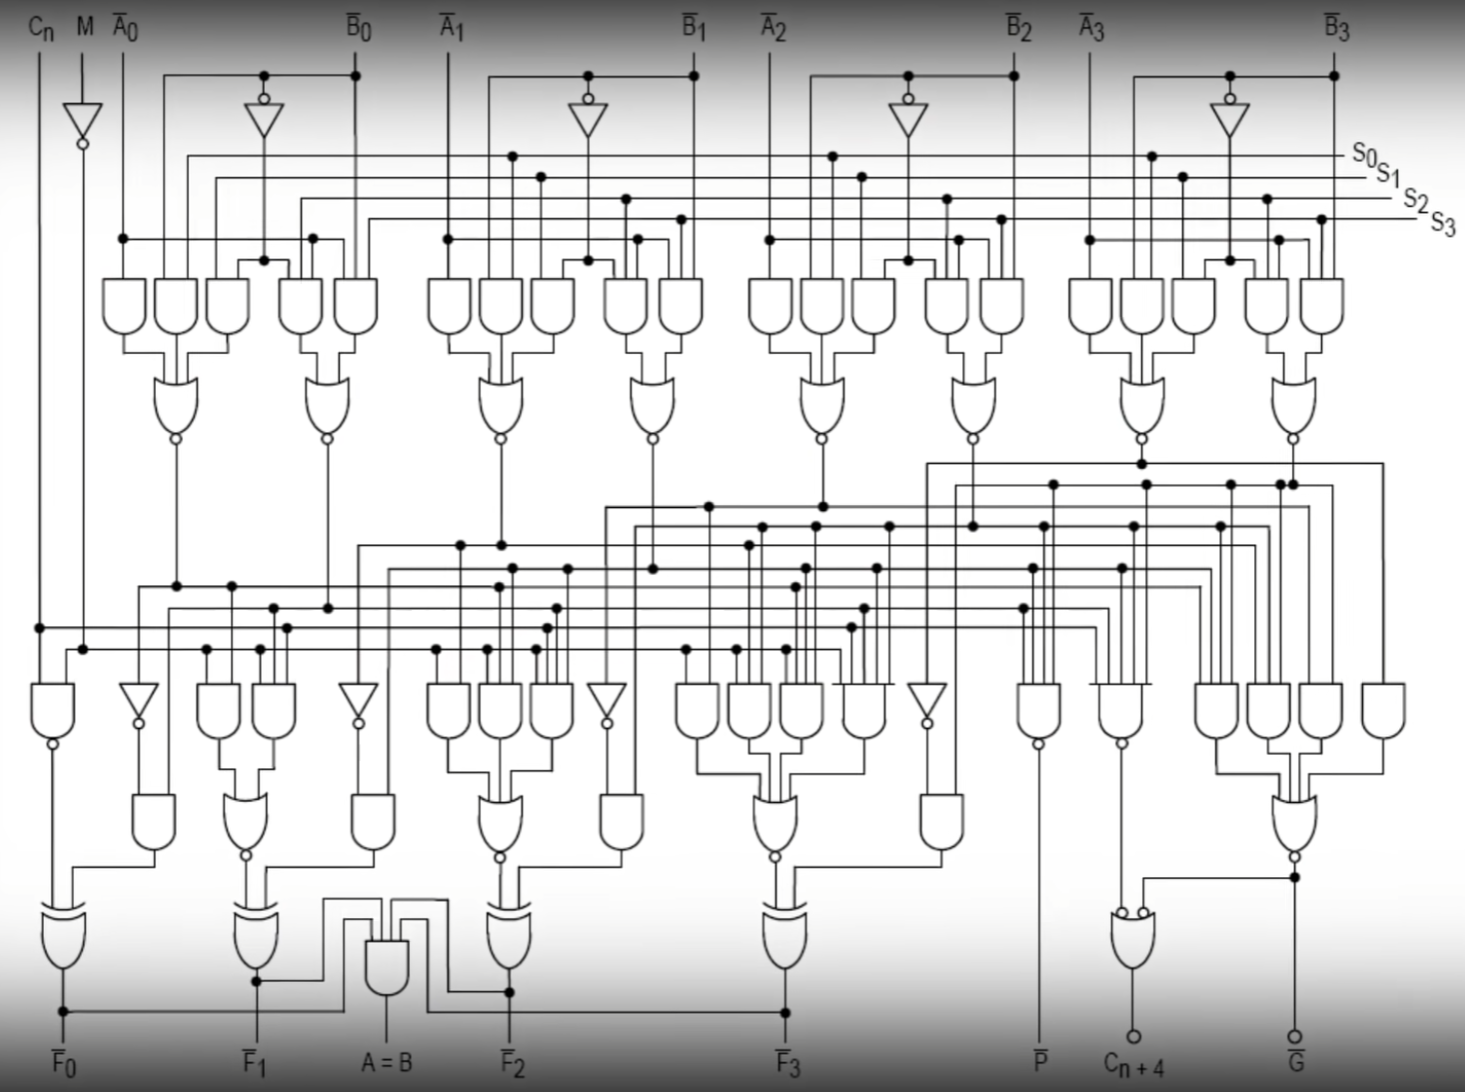 Cn M A̅0 B̅0 A̅1 B̅1 A̅2 B̅2 A̅3 B̅3
S0
S1
S2
S3
F̅0 F̅1 A = B F̅2 F̅3 P̅ Cn + 4 G̅